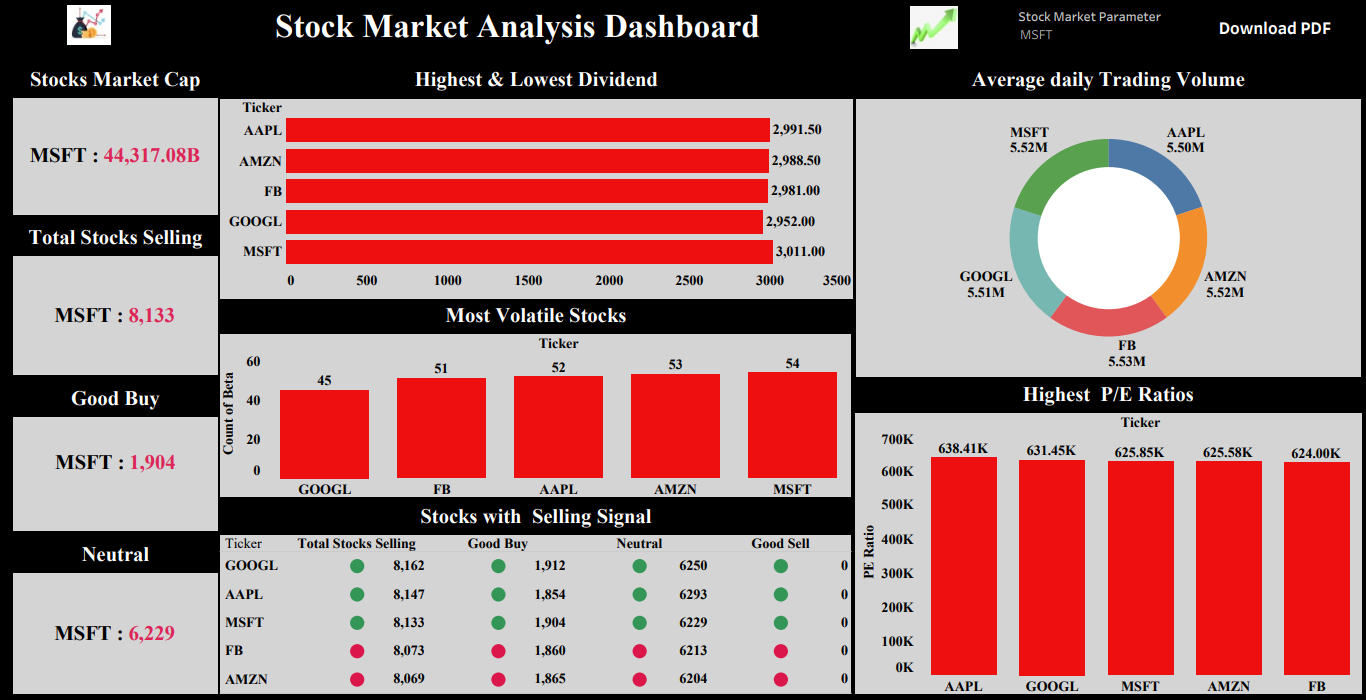 Stock Market Analysis Dashboard
Stock Market Parameter
MSFT
Download PDF
Stocks Market Cap
MSFT : 44,317.08B
Total Stocks Selling
MSFT : 8,133
Good Buy
MSFT : 1,904
Neutral
MSFT : 6,229
Highest & Lowest Dividend
Ticker
AAPL 2,991.50
AMZN 2,988.50
FB 2,981.00
GOOGL 2,952.00
MSFT 3,011.00
0 500 1000 1500 2000 2500 3000 3500
Most Volatile Stocks
Ticker
Count of Beta
60
40
20
0
45 51 52 53 54
GOOGL FB AAPL AMZN MSFT
Stocks with Selling Signal
Ticker Total Stocks Selling Good Buy Neutral Good Sell
GOOGL 8,162 1,912 6250 0
AAPL 8,147 1,854 6293 0
MSFT 8,133 1,904 6229 0
FB 8,073 1,860 6213 0
AMZN 8,069 1,865 6204 0
Average daily Trading Volume
MSFT
5.52M
AAPL
5.50M
GOOGL
5.51M
AMZN
5.52M
FB
5.53M
Highest P/E Ratios
Ticker
PE Ratio
700K
600K
500K
400K
300K
200K
100K
0K
638.41K 631.45K 625.85K 625.58K 624.00K
AAPL GOOGL MSFT AMZN FB